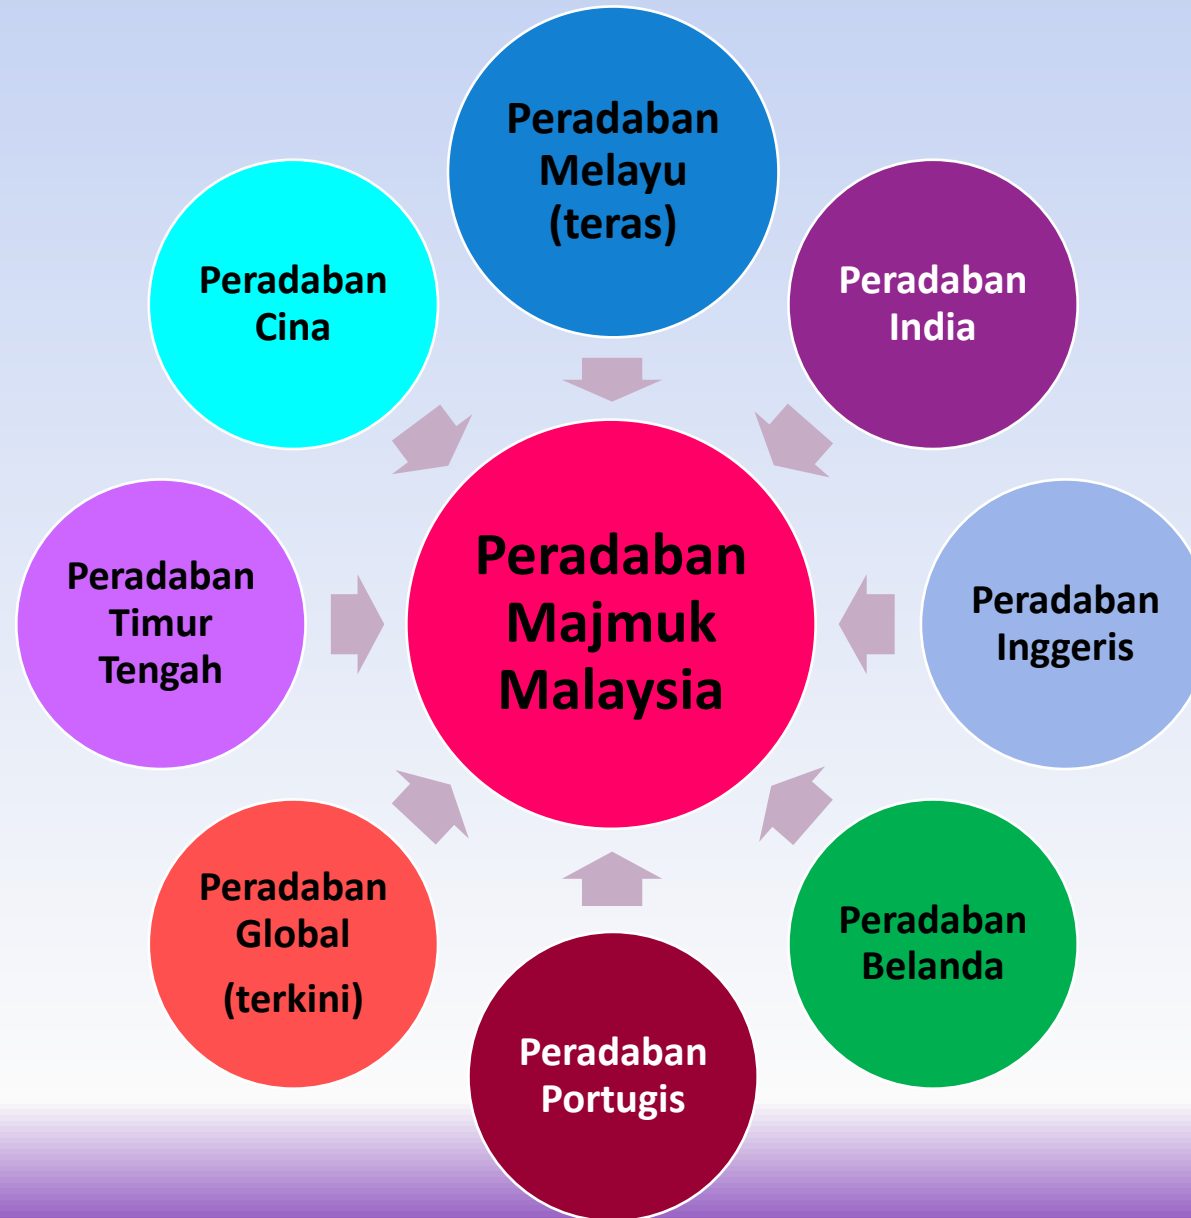 Peradaban
Melayu
(teras)
Peradaban
India
Peradaban
Inggeris
Peradaban
Belanda
Peradaban
Portugis
Peradaban
Global
(terkini)
Peradaban
Timur
Tengah
Peradaban
Cina
Peradaban
Majmuk
Malaysia